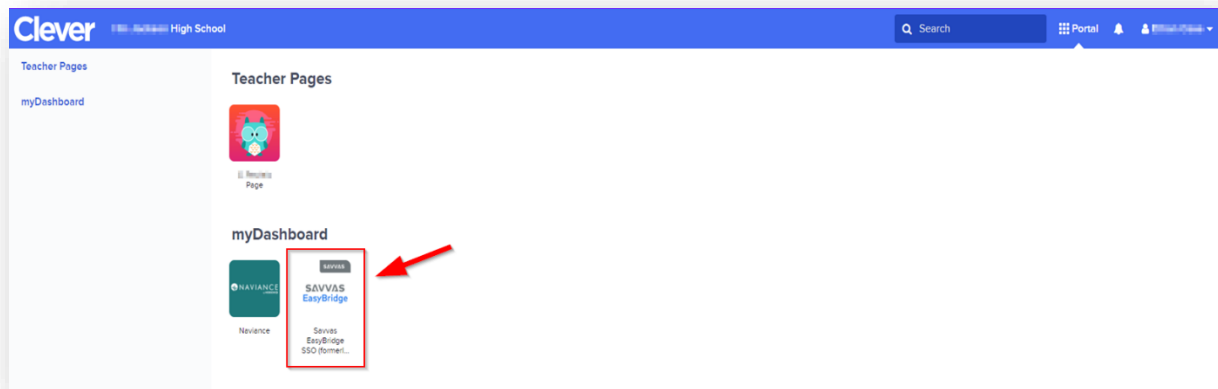 Clever
High School
Search
Portal
Teacher Pages
myDashboard
Teacher Pages
Page
myDashboard
NAVIANCE
Naviance
SAVVAS
SAVVAS
EasyBridge
Savvas
EasyBridge
SSO (formerl...